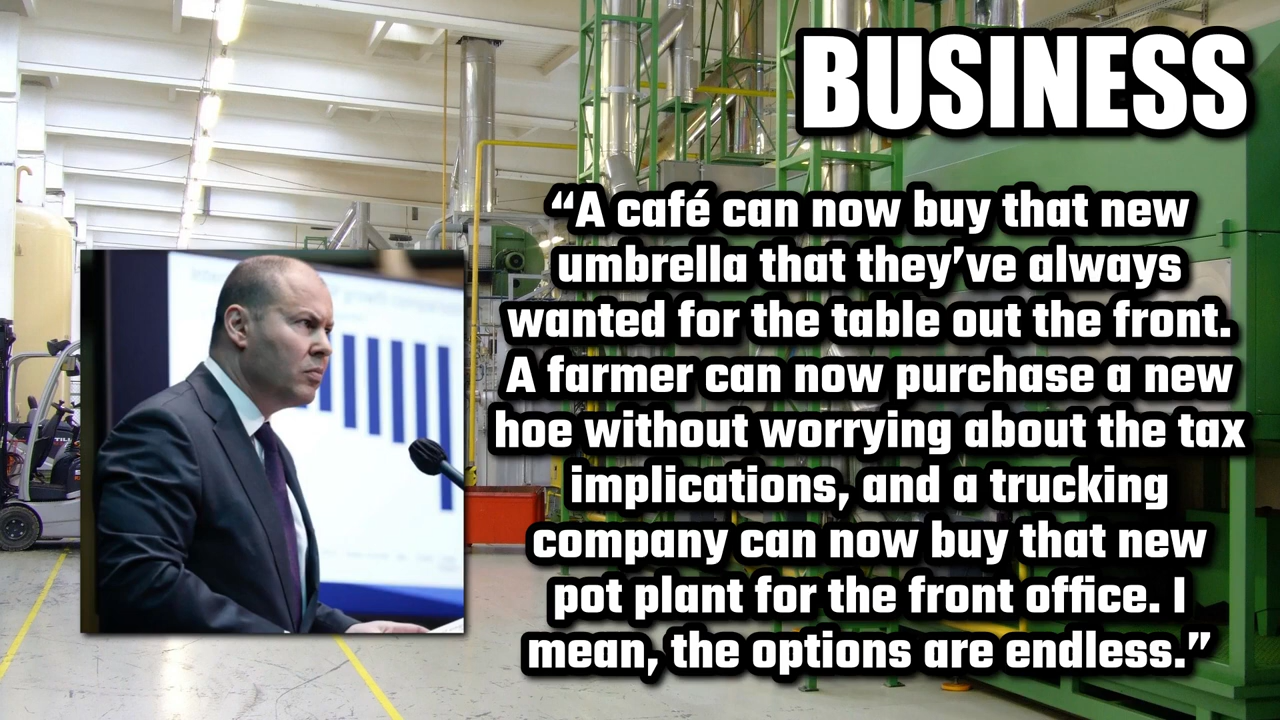 BUSINESS
“A café can now buy that new
umbrella that they’ve always
wanted for the table out the front.
A farmer can now purchase a new
hoe without worrying about the tax
implications, and a trucking
company can now buy that new
pot plant for the front office. I
mean, the options are endless.”